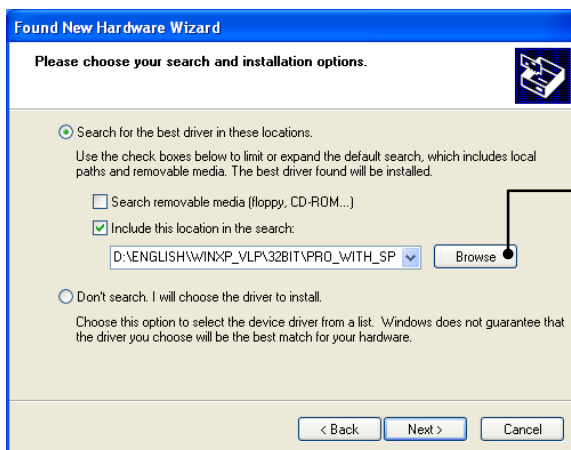 Found New Hardware Wizard
Please choose your search and installation options.
Search for the best driver in these locations.
Use the check boxes below to limit or expand the default search, which includes local
paths and removable media. The best driver found will be installed.
Search removable media (floppy, CD-ROM...)
Include this location in the search:
D:\ENGLISH\WINXP_VLP\32BIT\PRO_WITH_SP
Browse
Don't search. I will choose the driver to install.
Choose this option to select the device driver from a list. Windows does not guarantee that
the driver you choose will be the best match for your hardware.
< Back Next > Cancel